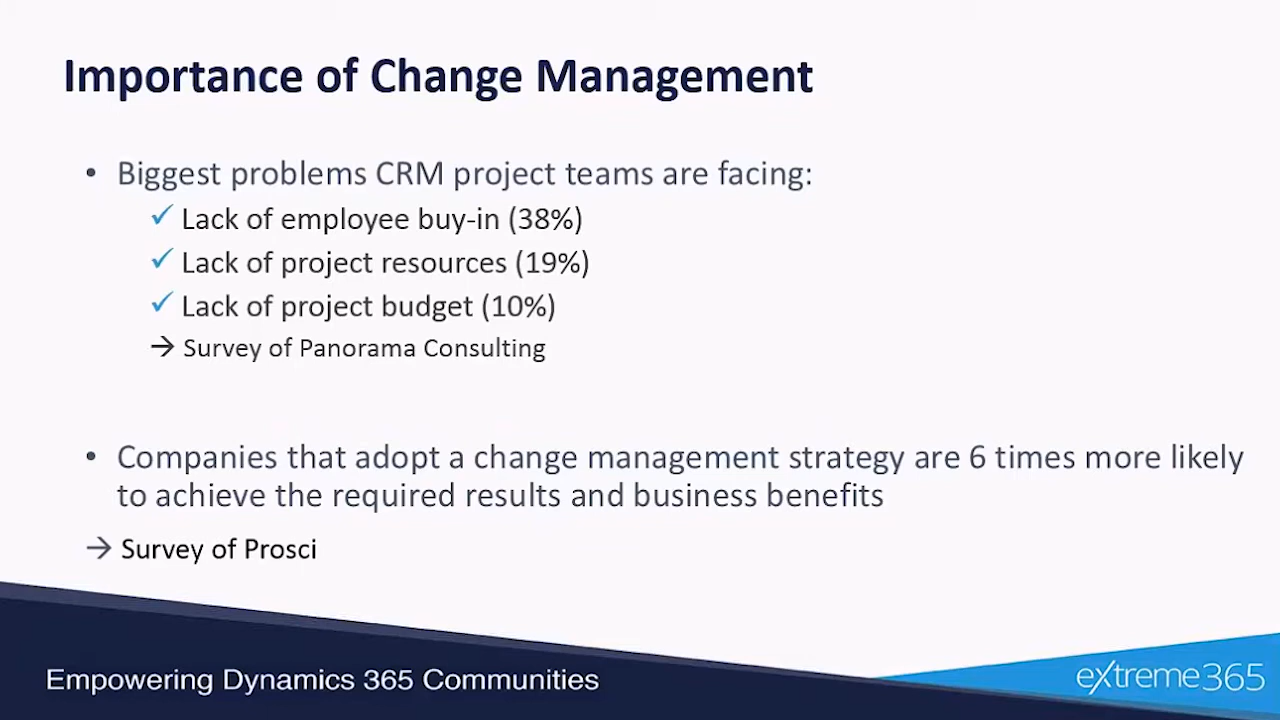 Importance of Change Management
• Biggest problems CRM project teams are facing:
✓ Lack of employee buy-in (38%)
✓ Lack of project resources (19%)
✓ Lack of project budget (10%)
→ Survey of Panorama Consulting
• Companies that adopt a change management strategy are 6 times more likely
to achieve the required results and business benefits
→ Survey of Prosci
Empowering Dynamics 365 Communities
eXtreme365